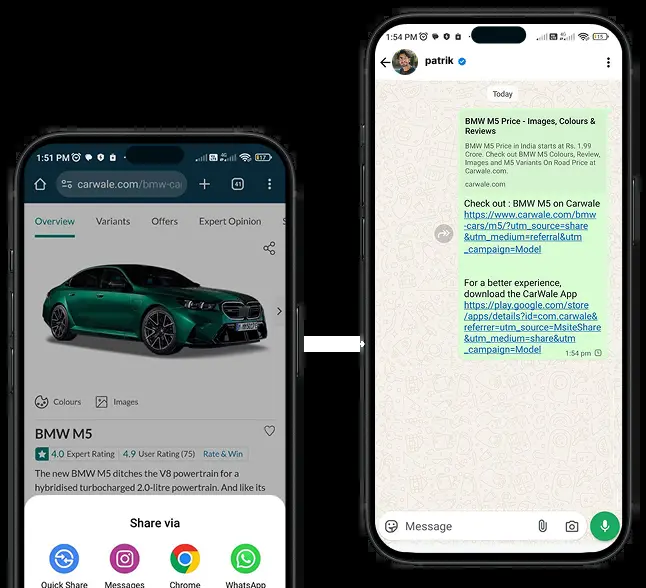 1:51 PM
carwale.com/bmw-ca
41
Overview Variants Offers Expert Opinion S
Colours Images
BMW M5
4.0 Expert Rating 4.9 User Rating (75) Rate & Win
The new BMW M5 ditches the V8 powertrain for a
hybridised turbocharged 2.0-litre powertrain. And like its
Share via
Quick Share Messages Chrome WhatsApp
1:54 PM
patrik
Today
BMW M5 Price - Images, Colours &
Reviews
BMW M5 Price in India starts at Rs. 1.99
Crore. Check out BMW M5 Colours, Review,
Images and M5 Variants On Road Price at
Carwale.com.
carwale.com
Check out : BMW M5 on Carwale
https://www.carwale.com/bmw
-cars/m5/?utm_source=share
&utm_medium=referral&utm
_campaign=Model
For a better experience,
download the CarWale App
https://play.google.com/store
/apps/details?id=com.carwale&
referrer=utm_source=MsiteShare
&utm_medium=share&utm
_campaign=Model
1:54 pm
Message